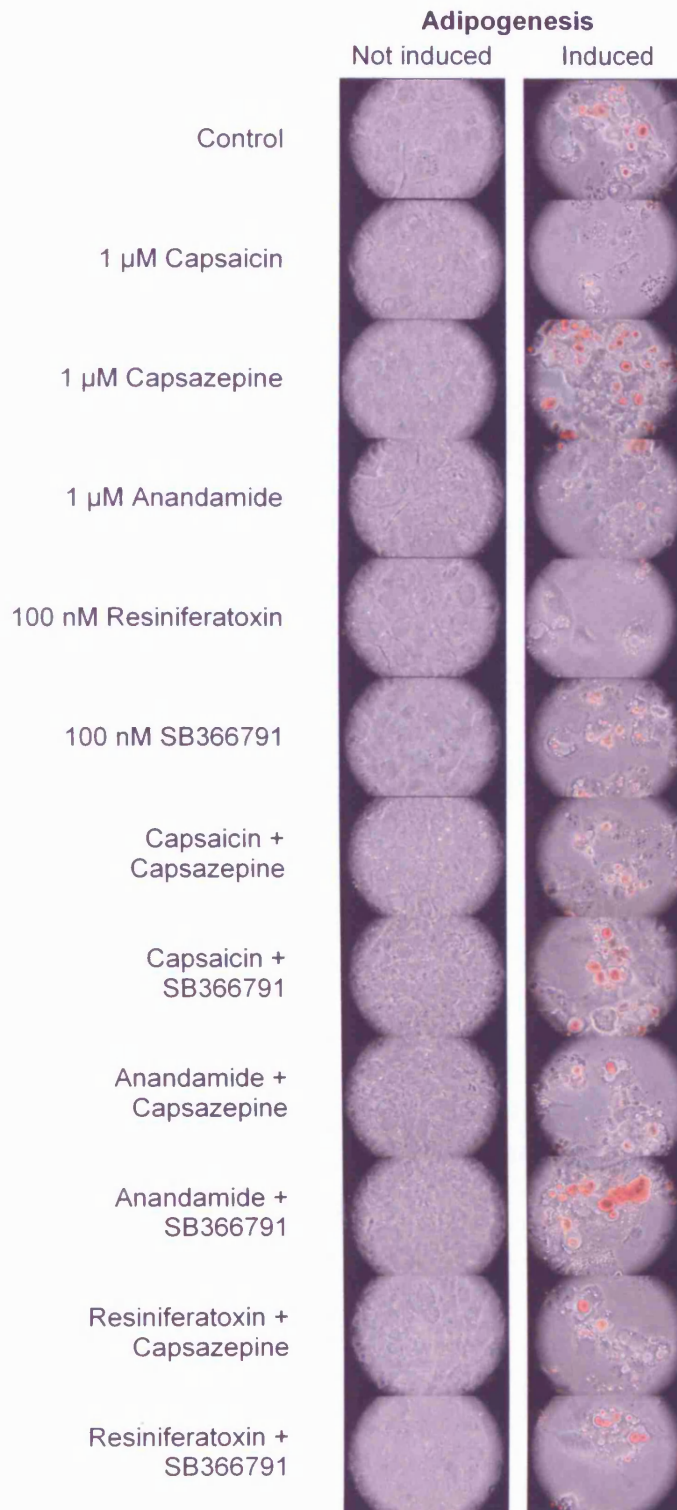 Adipogenesis
Not induced Induced
Control
1 µM Capsaicin
1 µM Capsazepine
1 µM Anandamide
100 nM Resiniferatoxin
100 nM SB366791
Capsaicin +
Capsazepine
Capsaicin +
SB366791
Anandamide +
Capsazepine
Anandamide +
SB366791
Resiniferatoxin +
Capsazepine
Resiniferatoxin +
SB366791